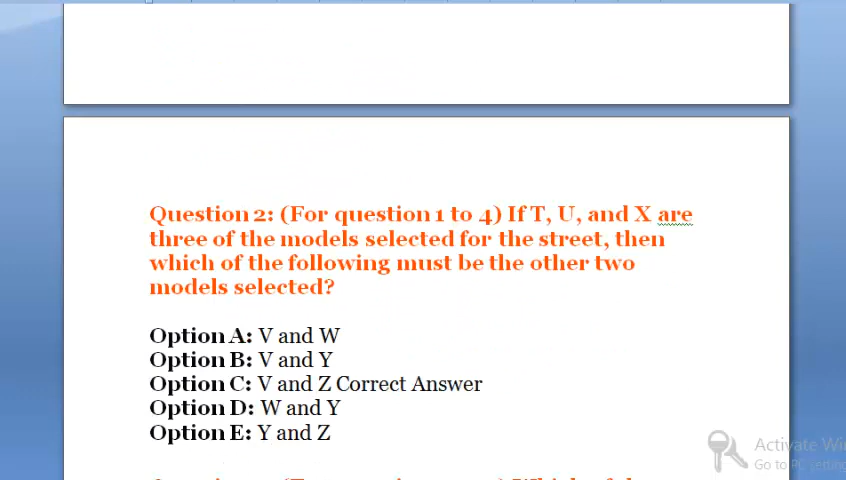 Question 2: (For question 1 to 4) If T, U, and X are
three of the models selected for the street, then
which of the following must be the other two
models selected?
Option A: V and W
Option B: V and Y
Option C: V and Z Correct Answer
Option D: W and Y
Option E: Y and Z
Activate Wi
Go to PC setting